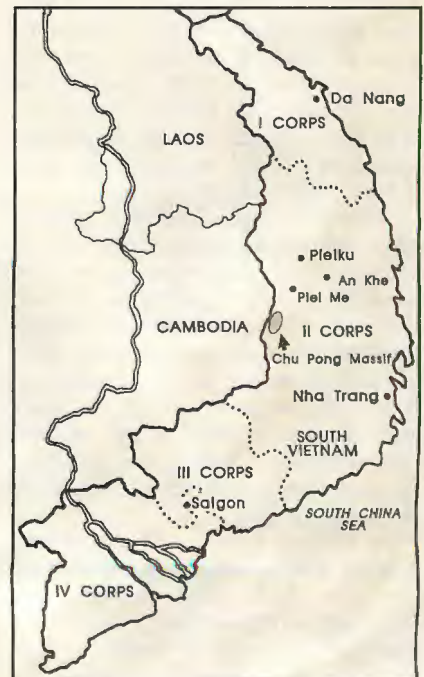 Da Nang
I CORPS
LAOS
Pleiku
An Khe
Plei Me
CAMBODIA
II CORPS
Chu Pong Massif
Nha Trang
SOUTH
VIETNAM
III CORPS
Saigon
SOUTH CHINA
SEA
IV CORPS